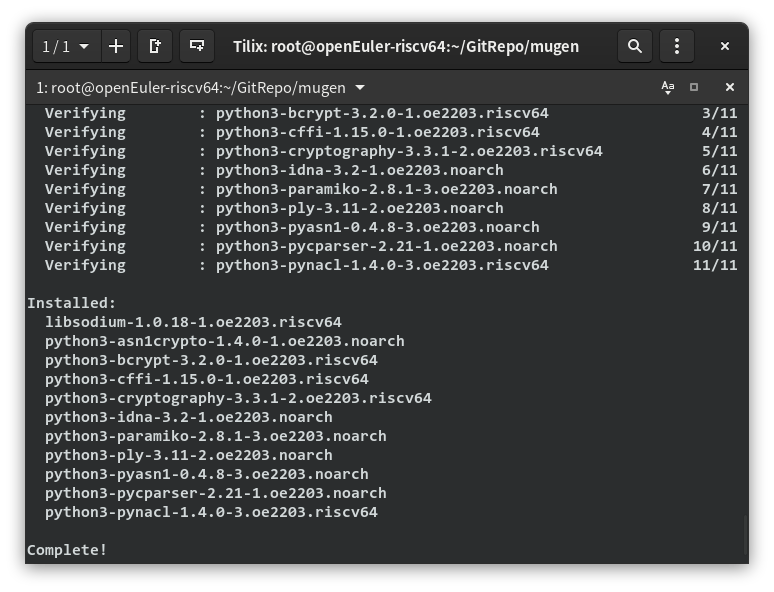 1 / 1
Tilix: root@openEuler-riscv64:~/GitRepo/mugen
1: root@openEuler-riscv64:~/GitRepo/mugen
Verifying : python3-bcrypt-3.2.0-1.oe2203.riscv64 3/11
Verifying : python3-cffi-1.15.0-1.oe2203.riscv64 4/11
Verifying : python3-cryptography-3.3.1-2.oe2203.riscv64 5/11
Verifying : python3-idna-3.2-1.oe2203.noarch 6/11
Verifying : python3-paramiko-2.8.1-3.oe2203.noarch 7/11
Verifying : python3-ply-3.11-2.oe2203.noarch 8/11
Verifying : python3-pyasn1-0.4.8-3.oe2203.noarch 9/11
Verifying : python3-pycparser-2.21-1.oe2203.noarch 10/11
Verifying : python3-pynacl-1.4.0-3.oe2203.riscv64 11/11
Installed:
libsodium-1.0.18-1.oe2203.riscv64
python3-asn1crypto-1.4.0-1.oe2203.noarch
python3-bcrypt-3.2.0-1.oe2203.riscv64
python3-cffi-1.15.0-1.oe2203.riscv64
python3-cryptography-3.3.1-2.oe2203.riscv64
python3-idna-3.2-1.oe2203.noarch
python3-paramiko-2.8.1-3.oe2203.noarch
python3-ply-3.11-2.oe2203.noarch
python3-pyasn1-0.4.8-3.oe2203.noarch
python3-pycparser-2.21-1.oe2203.noarch
python3-pynacl-1.4.0-3.oe2203.riscv64
Complete!